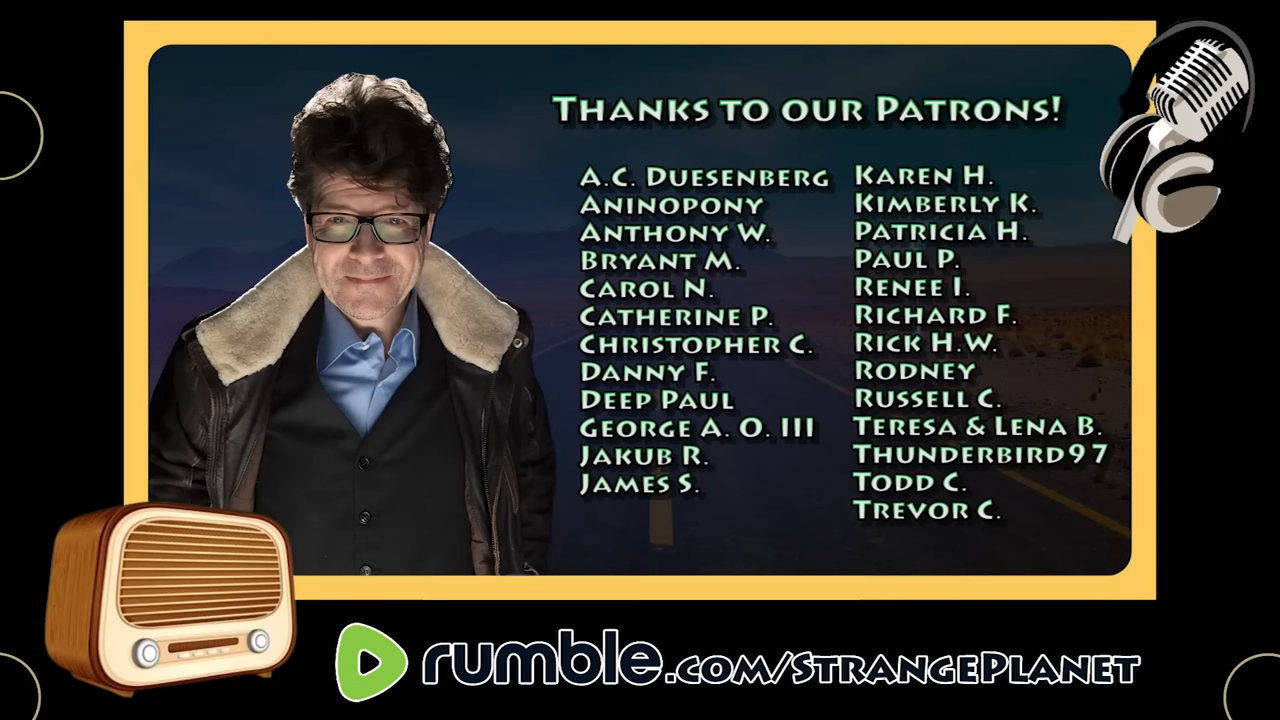 Thanks to our Patrons!
A.C. Duesenberg
Aninopony
Anthony W.
Bryant M.
Carol N.
Catherine P.
Christopher C.
Danny F.
Deep Paul
George A. O. III
Jakub R.
James S.
Karen H.
Kimberly K.
Patricia H.
Paul P.
Renee I.
Richard F.
Rick H.W.
Rodney
Russell C.
Teresa & Lena B.
Thunderbird97
Todd C.
Trevor C.
rumble.com/StrangePlanet